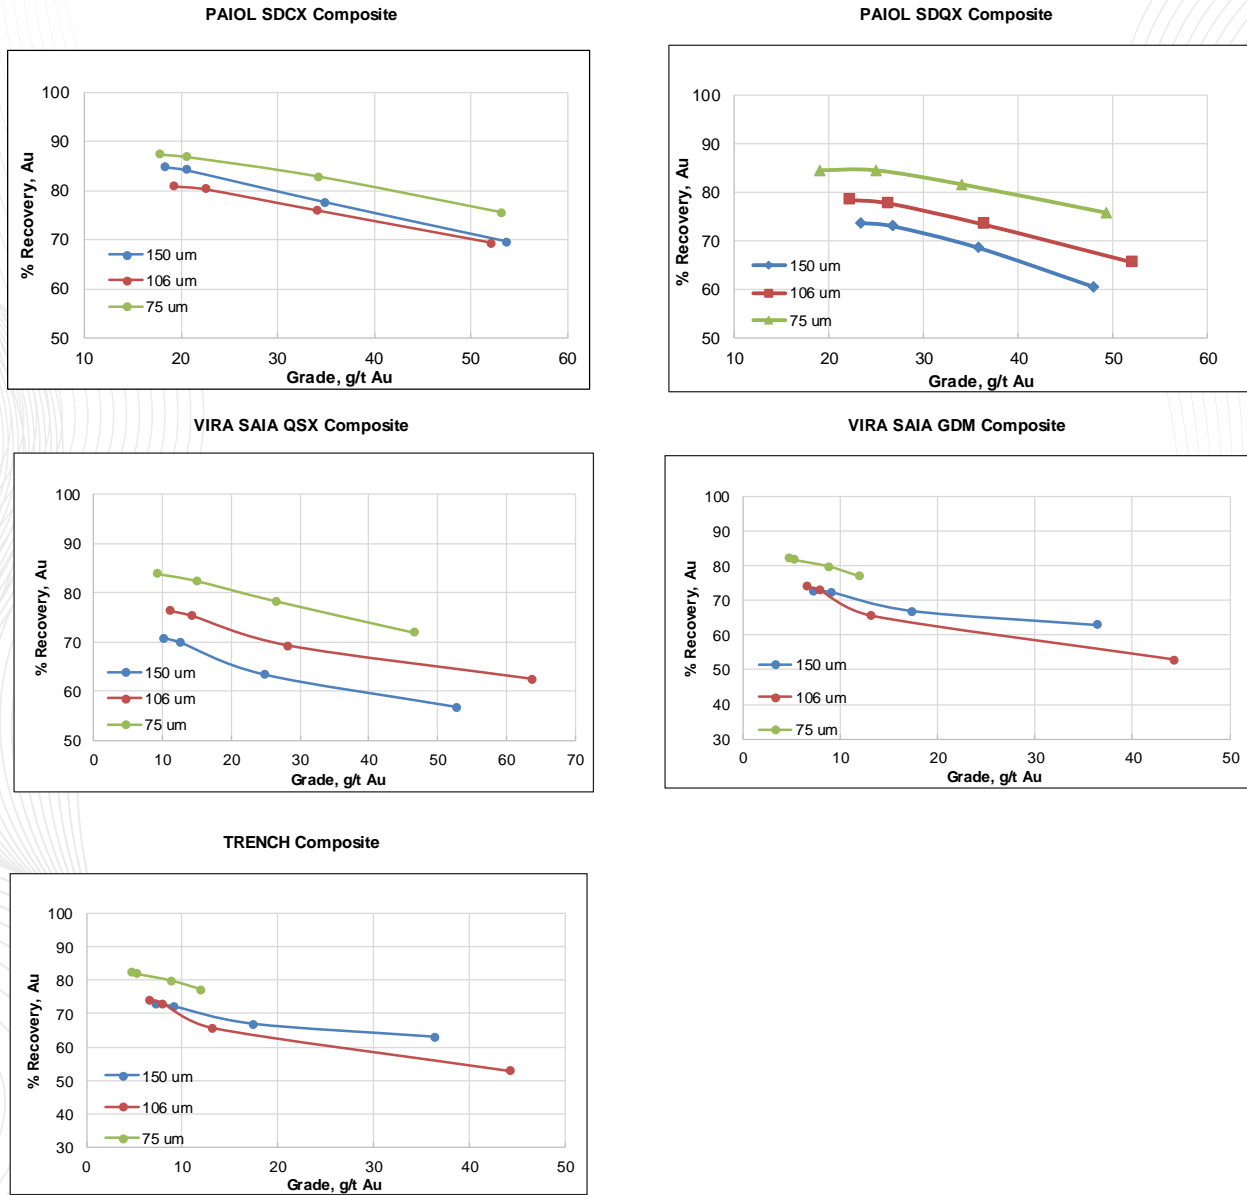 PAIOL SDCX Composite
% Recovery, Au
100
90
80
70
60
50
150 um
106 um
75 um
10 20 30 40 50 60
Grade, g/t Au
PAIOL SDQX Composite
% Recovery, Au
100
90
80
70
60
50
150 um
106 um
75 um
10 20 30 40 50 60
Grade, g/t Au
VIRA SAIA QSX Composite
% Recovery, Au
100
90
80
70
60
50
150 um
106 um
75 um
0 10 20 30 40 50 60 70
Grade, g/t Au
VIRA SAIA GDM Composite
% Recovery, Au
100
90
80
70
60
50
40
30
150 um
106 um
75 um
0 10 20 30 40 50
Grade, g/t Au
TRENCH Composite
% Recovery, Au
100
90
80
70
60
50
40
30
150 um
106 um
75 um
0 10 20 30 40 50
Grade, g/t Au